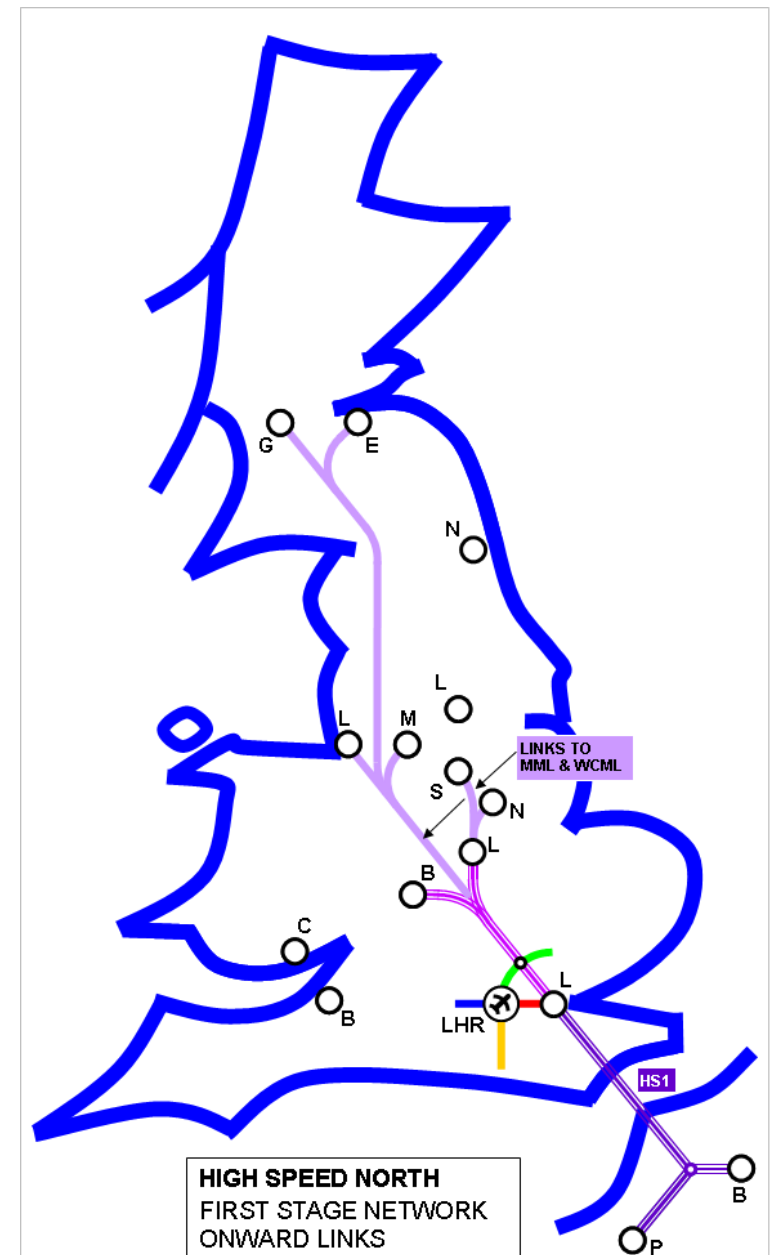 G
E
N
L
L
M
LINKS TO
MML & WCML
S
N
L
B
C
B
L
LHR
HS1
B
P
HIGH SPEED NORTH
FIRST STAGE NETWORK
ONWARD LINKS